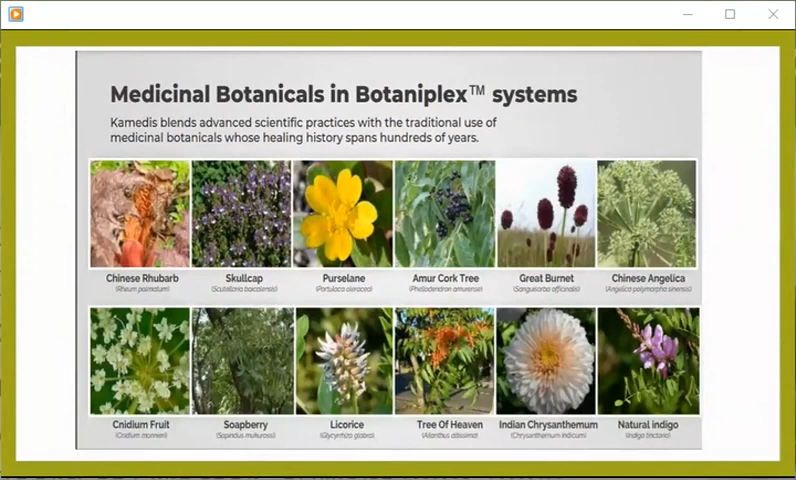 Medicinal Botanicals in Botaniplex™ systems
Kamedis blends advanced scientific practices with the traditional use of
medicinal botanicals whose healing history spans hundreds of years.
Chinese Rhubarb Skullcap Purselane Amur Cork Tree Great Burnet Chinese Angelica
(Rheum palmatum) (Scutellaria baicalensis) (Portulaca oleracea) (Phellodendron amurense) (Sanguisorba officinalis) (Angelica polymorpha sinensis)
Cnidium Fruit Soapberry Licorice Tree Of Heaven Indian Chrysanthemum Natural indigo
(Cnidium monnieri) (Sapindus mukurossi) (Glycyrrhiza glabra) (Ailanthus altissima) (Chrysanthemum indicum) (Indigo tinctoria)